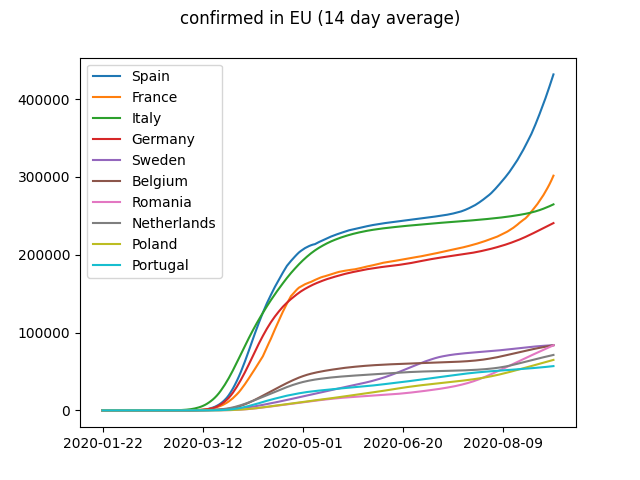 confirmed in EU (14 day average)
Spain
France
Italy
Germany
Sweden
Belgium
Romania
Netherlands
Poland
Portugal
400000
300000
200000
100000
0
2020-01-22 2020-03-12 2020-05-01 2020-06-20 2020-08-09